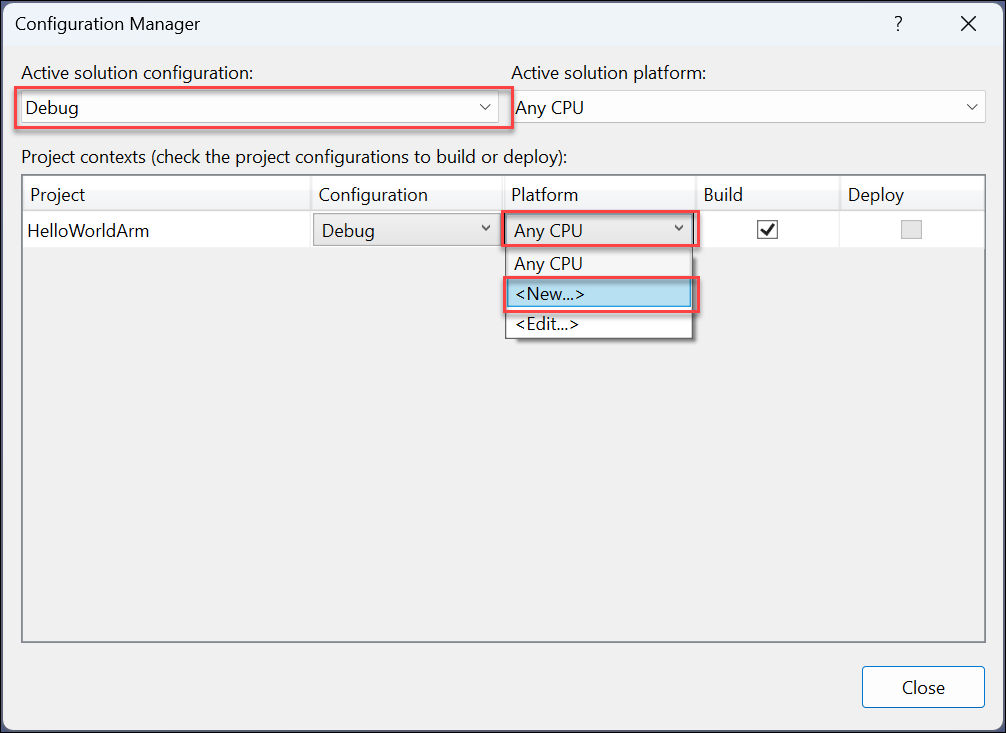 Configuration Manager ?
Active solution configuration: Active solution platform:
Debug Any CPU
Project contexts (check the project configurations to build or deploy):
Project Configuration Platform Build Deploy
HelloWorldArm Debug Any CPU
Any CPU
<New...>
<Edit...>
Close